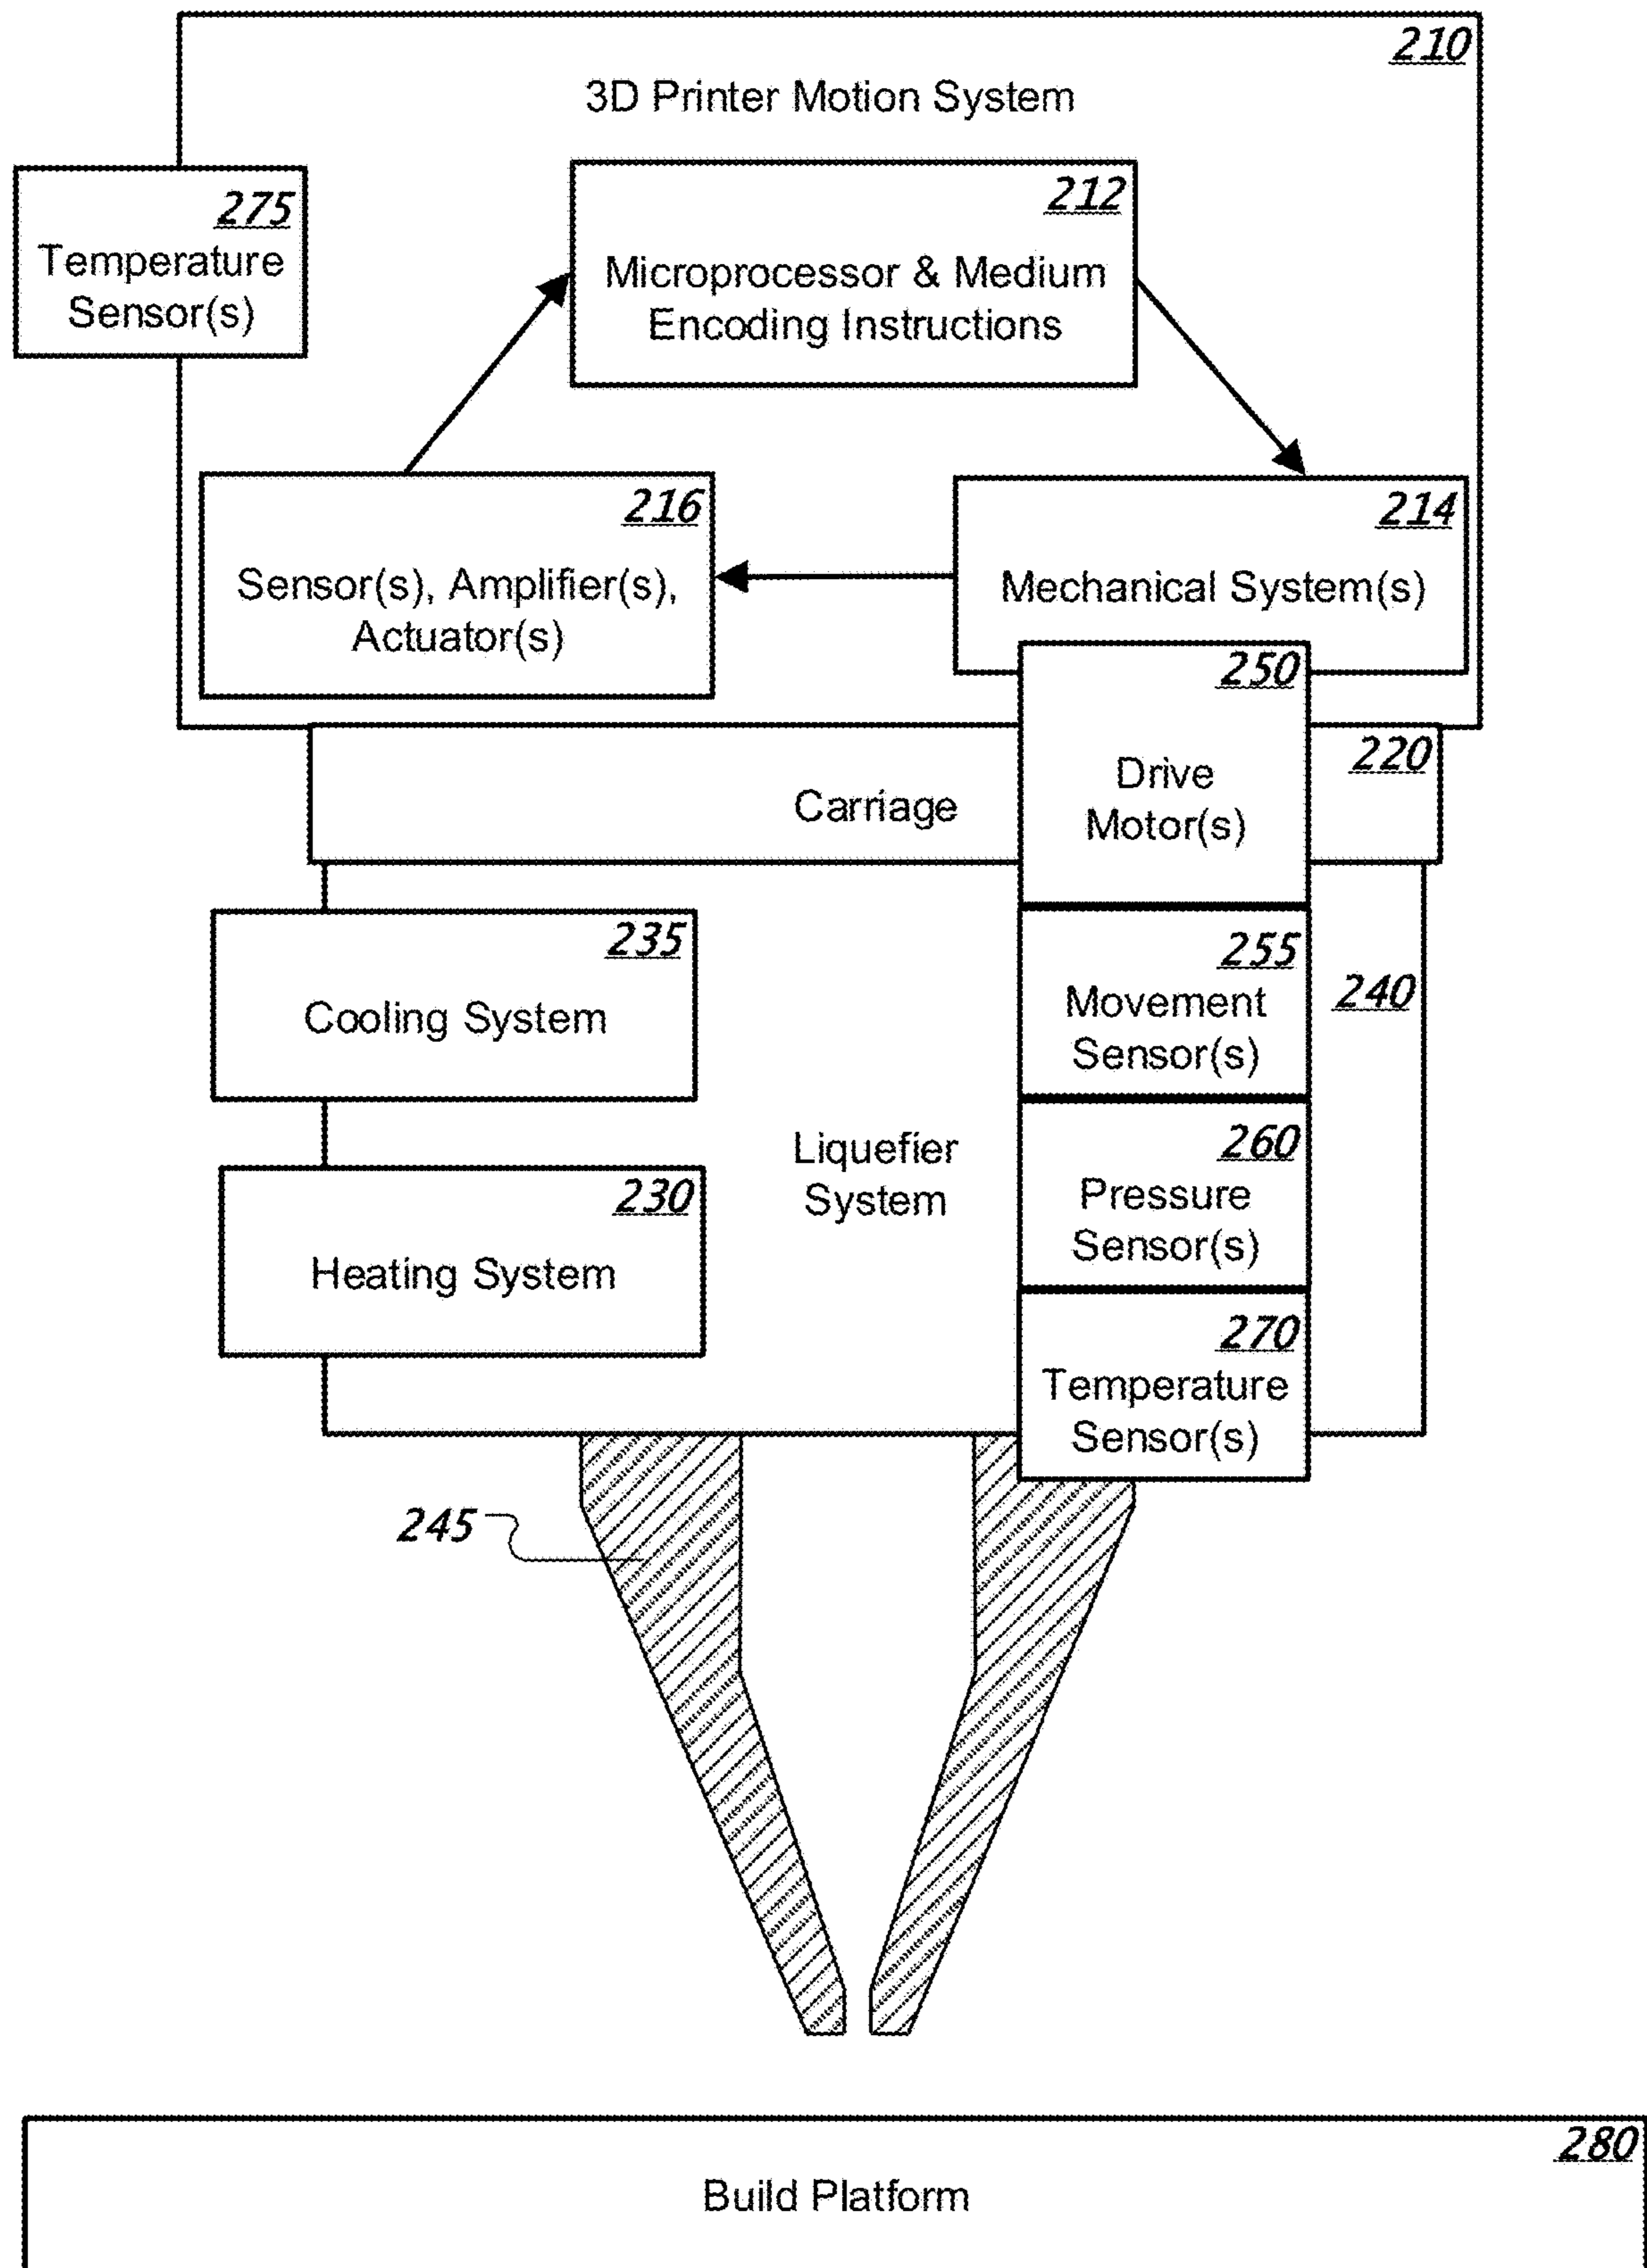 210
3D Printer Motion System
275
Temperature
Sensor(s)
212
Microprocessor & Medium
Encoding Instructions
216
Sensor(s), Amplifier(s),
Actuator(s)
214
Mechanical System(s)
250
Drive
Motor(s)
220
Carriage
235
Cooling System
255
Movement
Sensor(s)
240
Liquefier
System
230
Heating System
260
Pressure
Sensor(s)
270
Temperature
Sensor(s)
245
280
Build Platform